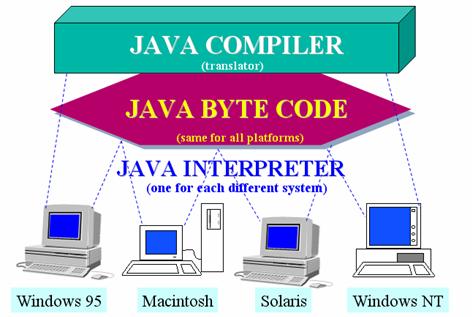 JAVA COMPILER
(translator)
JAVA BYTE CODE
(same for all platforms)
JAVA INTERPRETER
(one for each different system)
Windows 95
Macintosh
Solaris
Windows NT